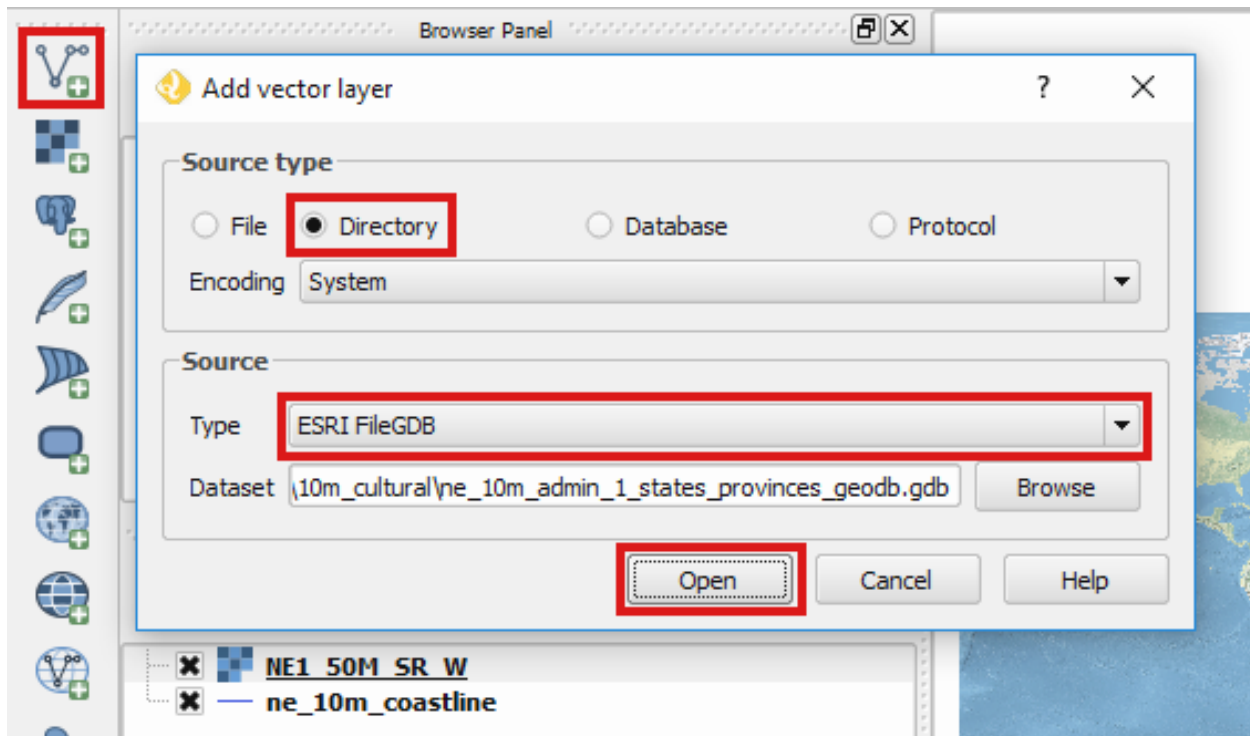 Browser Panel
Add vector layer
?
Source type
File Directory Database Protocol
Encoding System
Source
Type ESRI FileGDB
Dataset \10m_cultural\ne_10m_admin_1_states_provinces_geodb.gdb Browse
Open Cancel Help
NE1_50M_SR_W
ne_10m_coastline